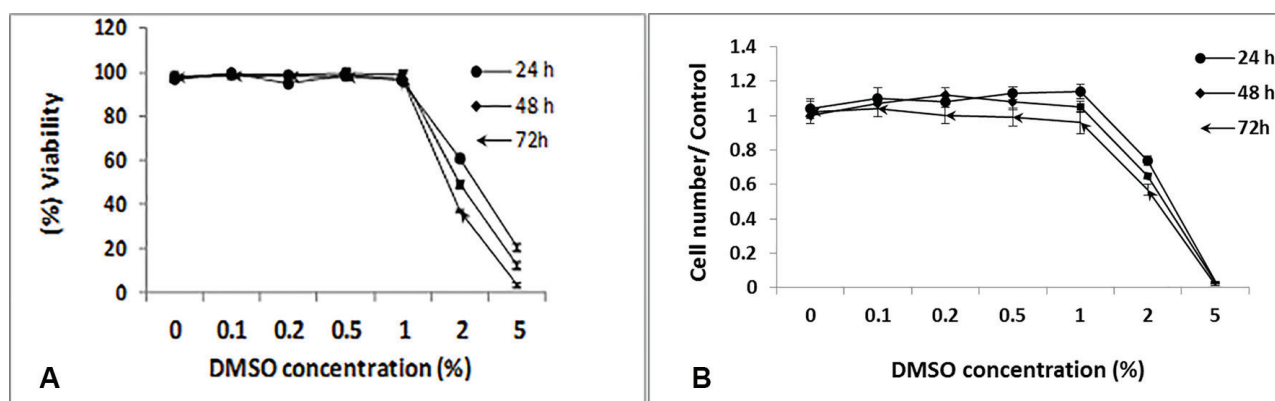 120
100
80
60
40
20
0
(%) Viability
0 0.1 0.2 0.5 1 2 5
DMSO concentration (%)
24 h
48 h
72h
A
1.4
1.2
1
0.8
0.6
0.4
0.2
0
Cell number/ Control
0 0.1 0.2 0.5 1 2 5
DMSO concentration (%)
24 h
48 h
72h
B